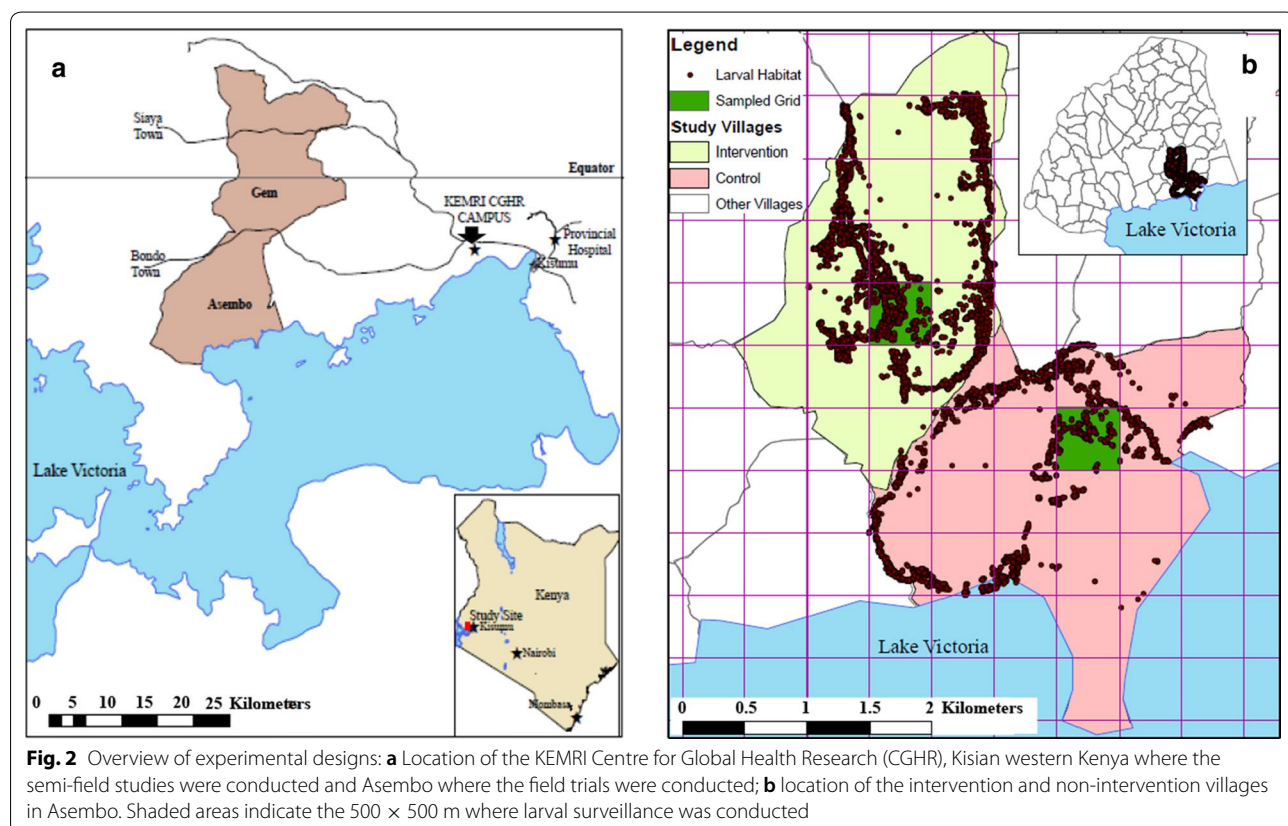 a
Siaya
Town
Equator
Gem
KEMRI CGHR
CAMPUS
Provincial
Hospital
Kisumu
Bondo
Town
Asembo
Lake Victoria
Kenya
Study Site
Kisumu
Nairobi
Mombasa
0 5 10 15 20 25 Kilometers
b
Legend
Larval Habitat
Sampled Grid
Study Villages
Intervention
Control
Other Villages
Lake Victoria
Lake Victoria
0 0.5 1 1.5 2 Kilometers
Fig. 2 Overview of experimental designs: a Location of the KEMRI Centre for Global Health Research (CGHR), Kisian western Kenya where the
semi-field studies were conducted and Asembo where the field trials were conducted; b location of the intervention and non-intervention villages
in Asembo. Shaded areas indicate the 500 × 500 m where larval surveillance was conducted